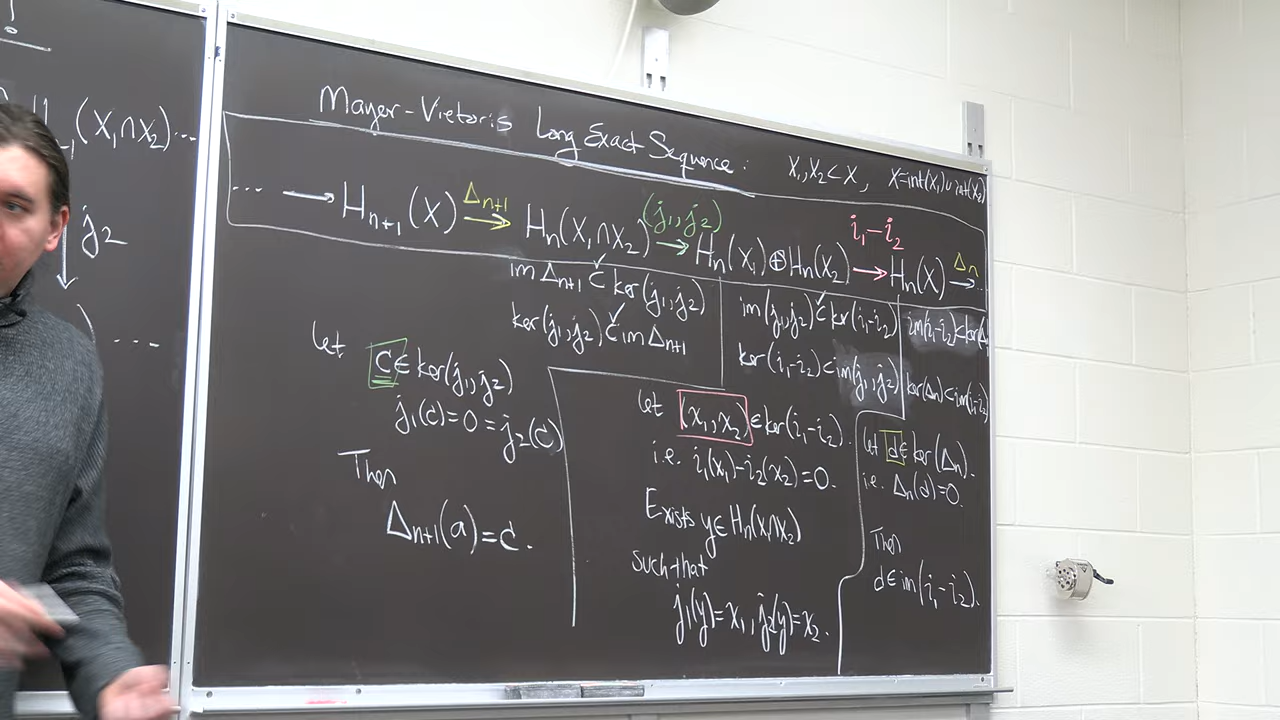 !
(X₁∩X₂)...
j₂
) ...
Mayer-Vietoris Long Exact Sequence: X₁,X₂⊂X, X=int(X₁)∪int(X₂)
... → Hₙ₊₁(X) →Δₙ₊₁ Hₙ(X₁∩X₂) →(j₁,j₂) Hₙ(X₁)⊕Hₙ(X₂) →i₁-i₂ Hₙ(X) →Δₙ ...
im Δₙ₊₁ ⊂ ker(j₁,j₂)
ker(j₁,j₂) ⊂ im Δₙ₊₁
im(j₁,j₂) ⊂ ker(i₁-i₂)
ker(i₁-i₂) ⊂ im(j₁,j₂)
im(i₁-i₂) ⊂ ker(Δ
ker(Δₙ) ⊂ im(i₁-i₂)
let c ∈ ker(j₁,j₂)
j₁(c)=0=j₂(c)
Then
Δₙ₊₁(a)=c.
let (x₁,x₂) ∈ ker(i₁-i₂).
i.e. i₁(x₁)-i₂(x₂)=0.
Exists y∈Hₙ(X₁∩X₂)
such that
j₁(y)=x₁, j₂(y)=x₂.
let d ∈ ker(Δₙ).
i.e. Δₙ(d)=0.
Then
d∈im(i₁-i₂).